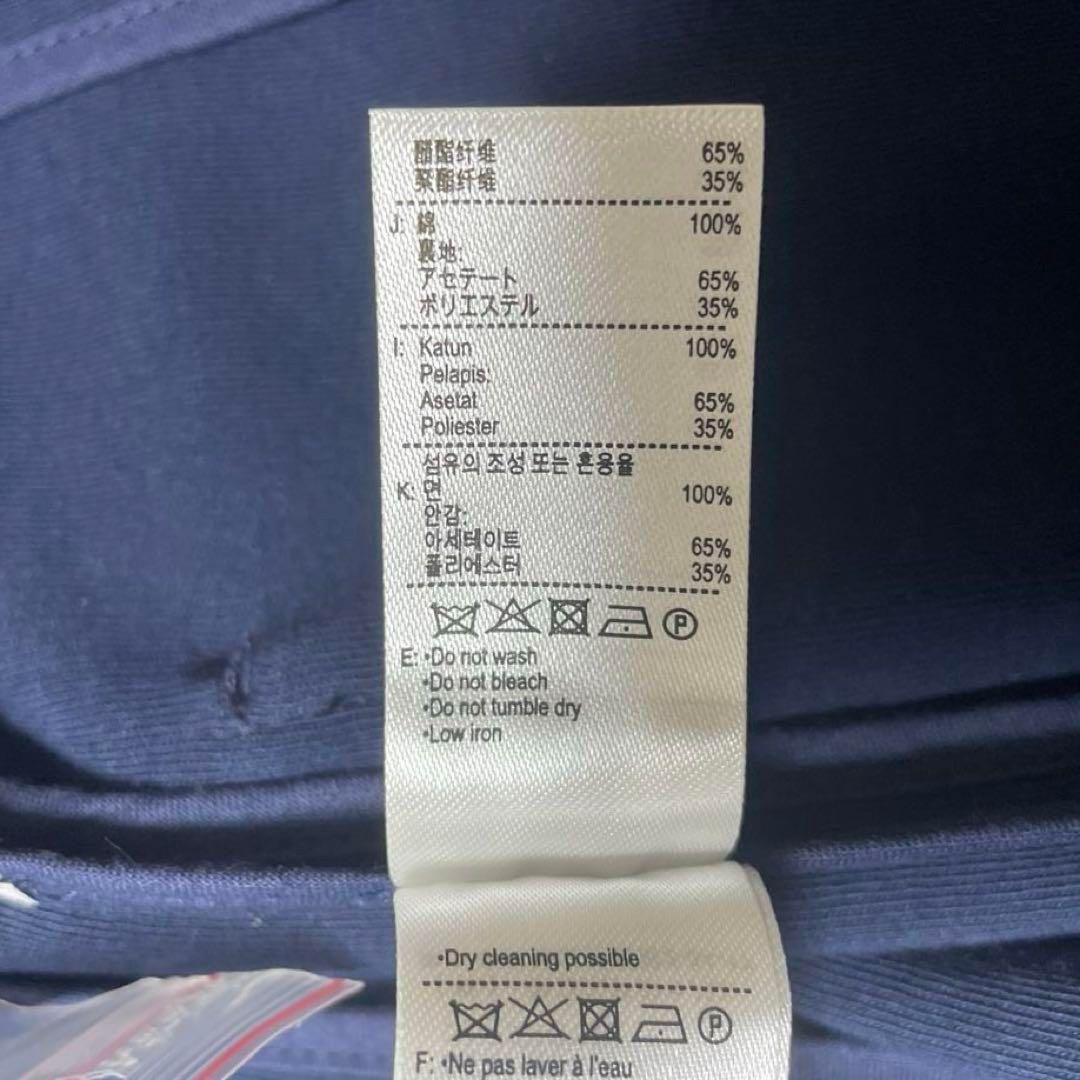 醋酯纤维 65%
聚酯纤维 35%
J: 綿 100%
裏地:
アセテート 65%
ポリエステル 35%
I: Katun 100%
Pelapis:
Asetat 65%
Poliester 35%
섬유의 조성 또는 혼용율
K: 면 100%
안감:
아세테이트 65%
폴리에스터 35%
P
E: •Do not wash
•Do not bleach
•Do not tumble dry
•Low iron
•Dry cleaning possible
P
F: •Ne pas laver à l'eau